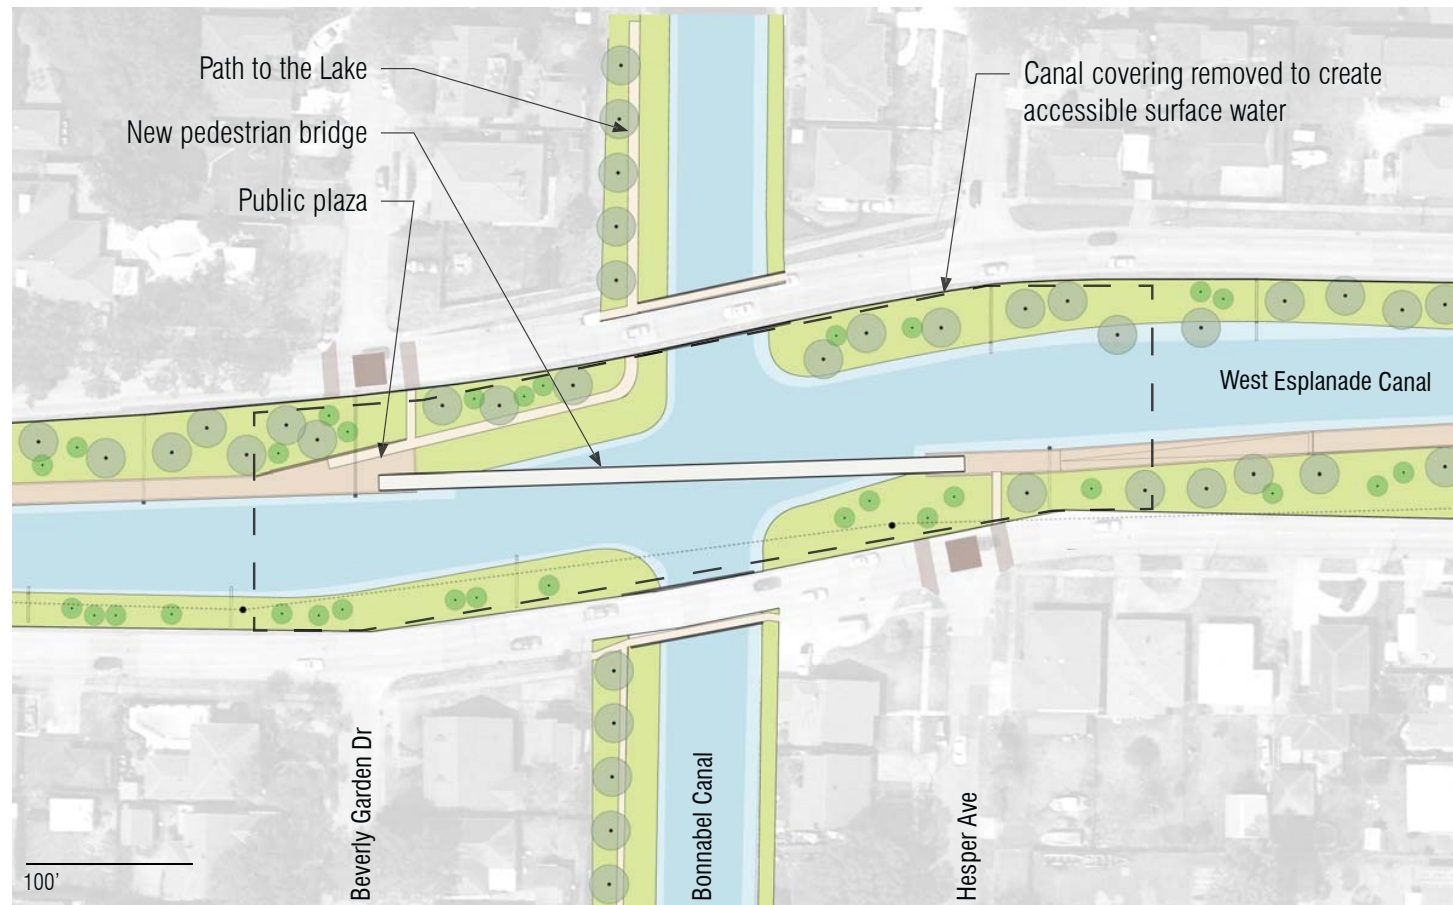 Path to the Lake
New pedestrian bridge
Public plaza
Canal covering removed to create
accessible surface water
West Esplanade Canal
Beverly Garden Dr
Bonnabel Canal
Hesper Ave
100'